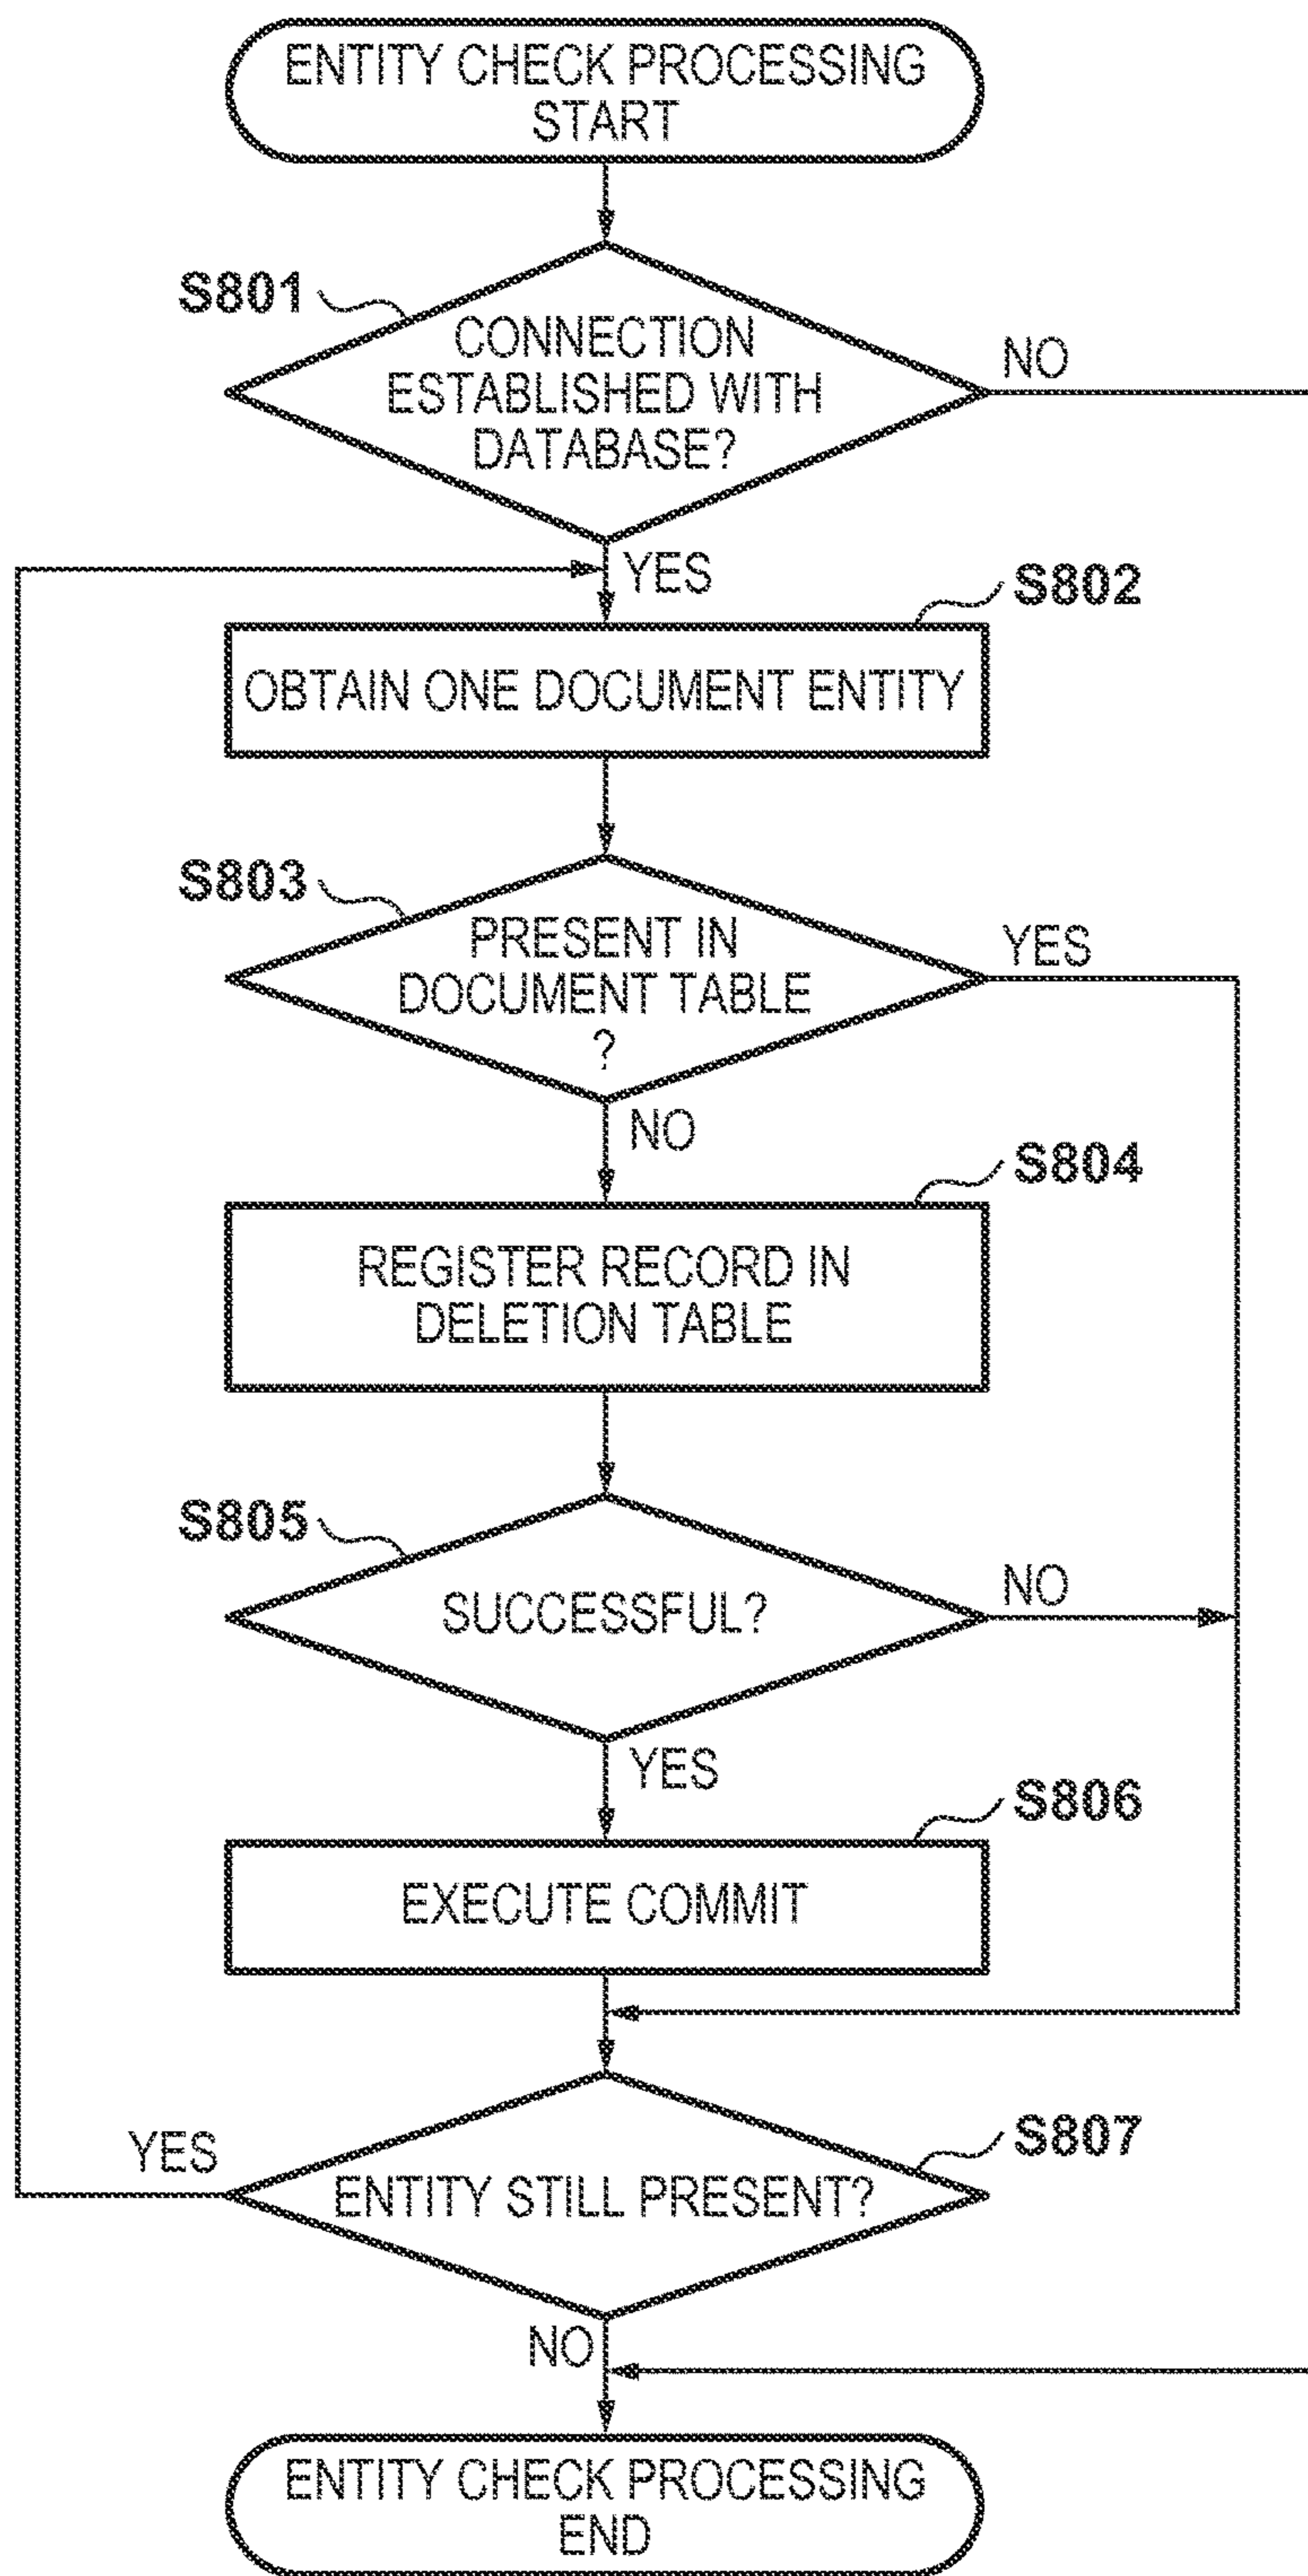 ENTITY CHECK PROCESSING
START
S801
CONNECTION
ESTABLISHED WITH
DATABASE?
NO
YES
S802
OBTAIN ONE DOCUMENT ENTITY
S803
PRESENT IN
DOCUMENT TABLE
?
YES
NO
S804
REGISTER RECORD IN
DELETION TABLE
S805
SUCCESSFUL?
NO
YES
S806
EXECUTE COMMIT
YES
S807
ENTITY STILL PRESENT?
NO
ENTITY CHECK PROCESSING
END